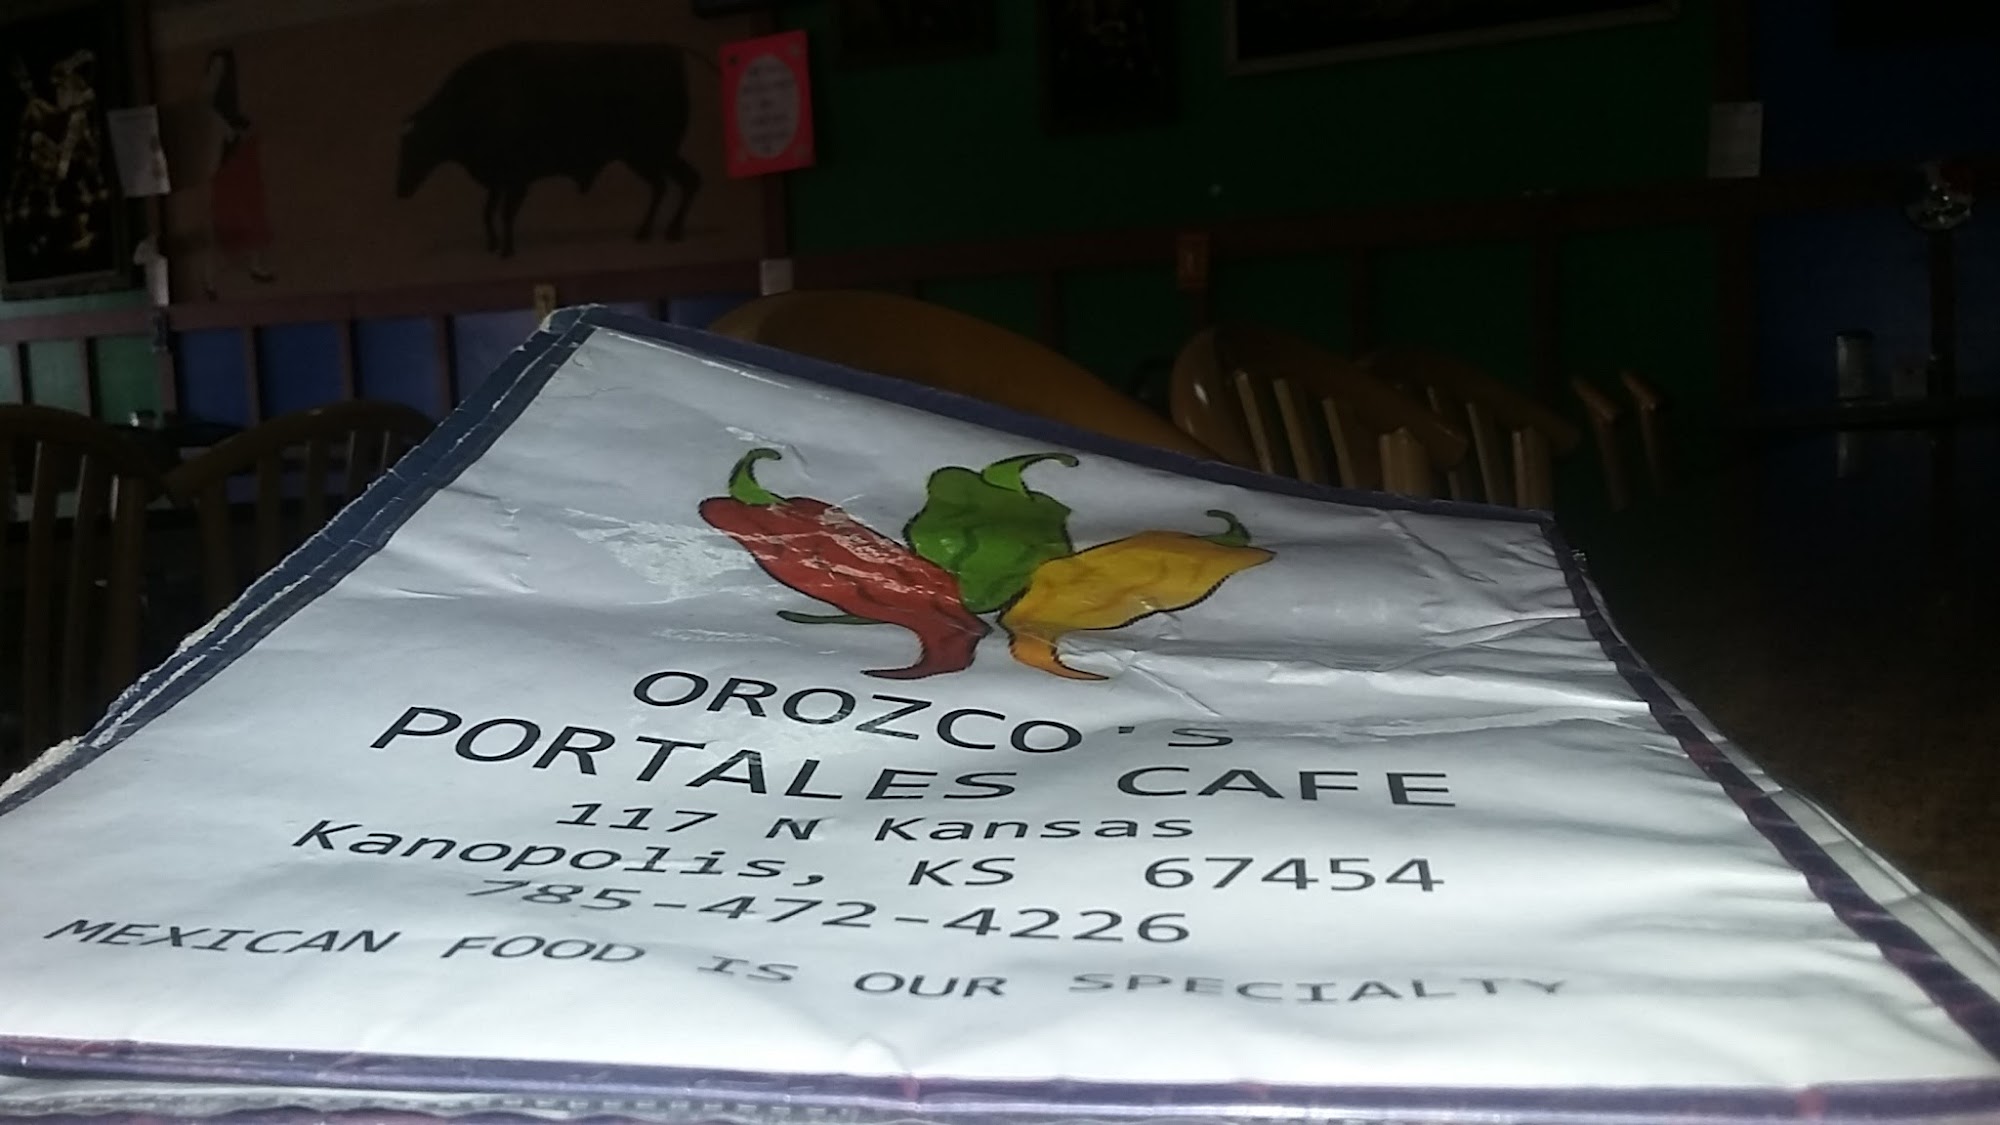 OROZCO'S
PORTALES CAFE
117 N Kansas
Kanopolis, KS 67454
785-472-4226
MEXICAN FOOD IS OUR SPECIALTY